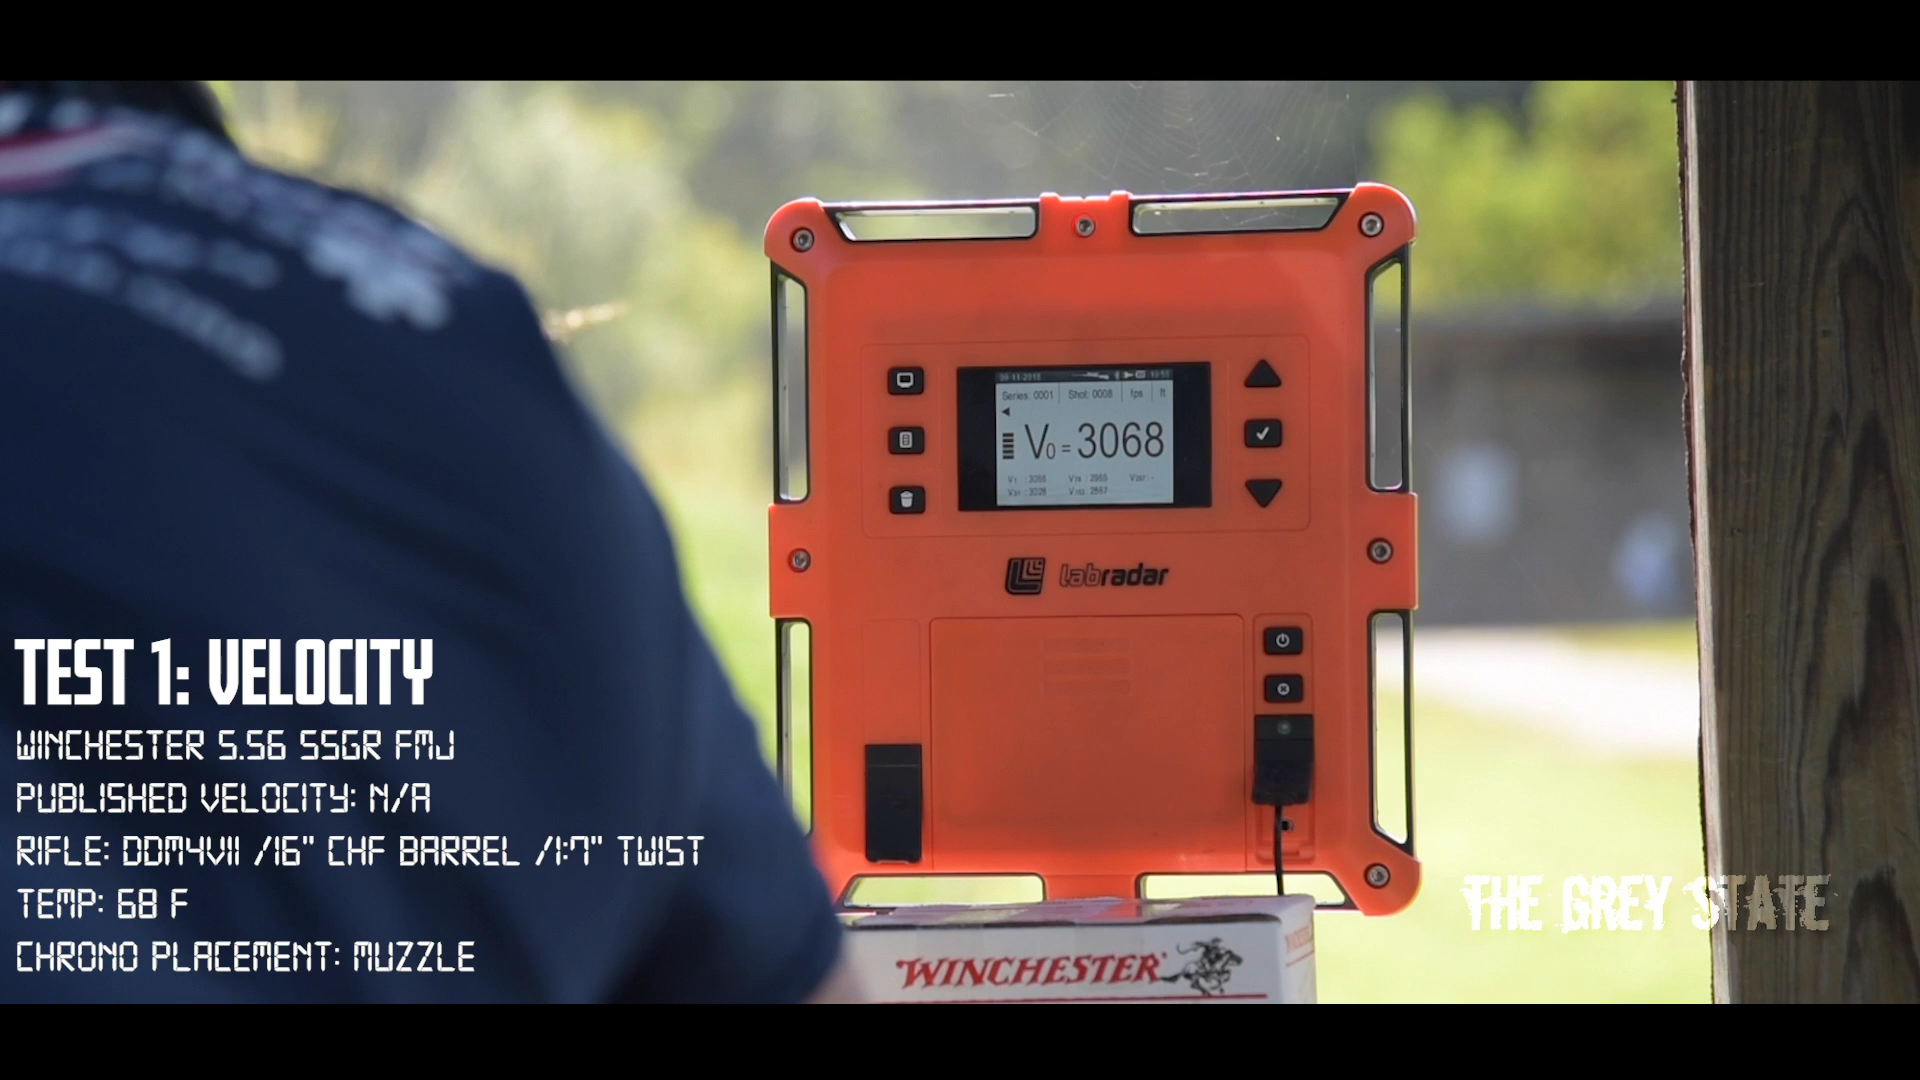 Series: 0001 Shot: 0008 fps ft
V0 = 3068
labradar
TEST 1: VELOCITY
WINCHESTER 5.56 55GR FMJ
PUBLISHED VELOCITY: N/A
RIFLE: DDM4VII /16" CHF BARREL /1:7" TWIST
TEMP: 68 F
CHRONO PLACEMENT: MUZZLE
THE GREY STATE
WINCHESTER